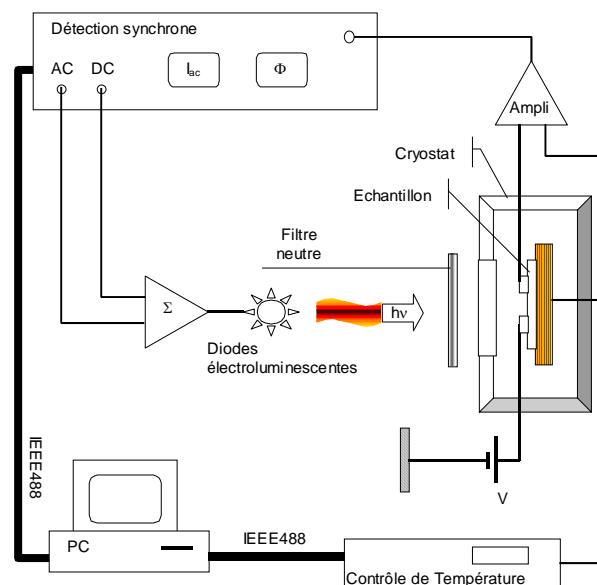 Détection synchrone
AC DC
Iac
Φ
Ampli
Cryostat
Echantillon
Filtre
neutre
Σ
hν
Diodes
électroluminescentes
IEEE488
V
PC
IEEE488
Contrôle de Température